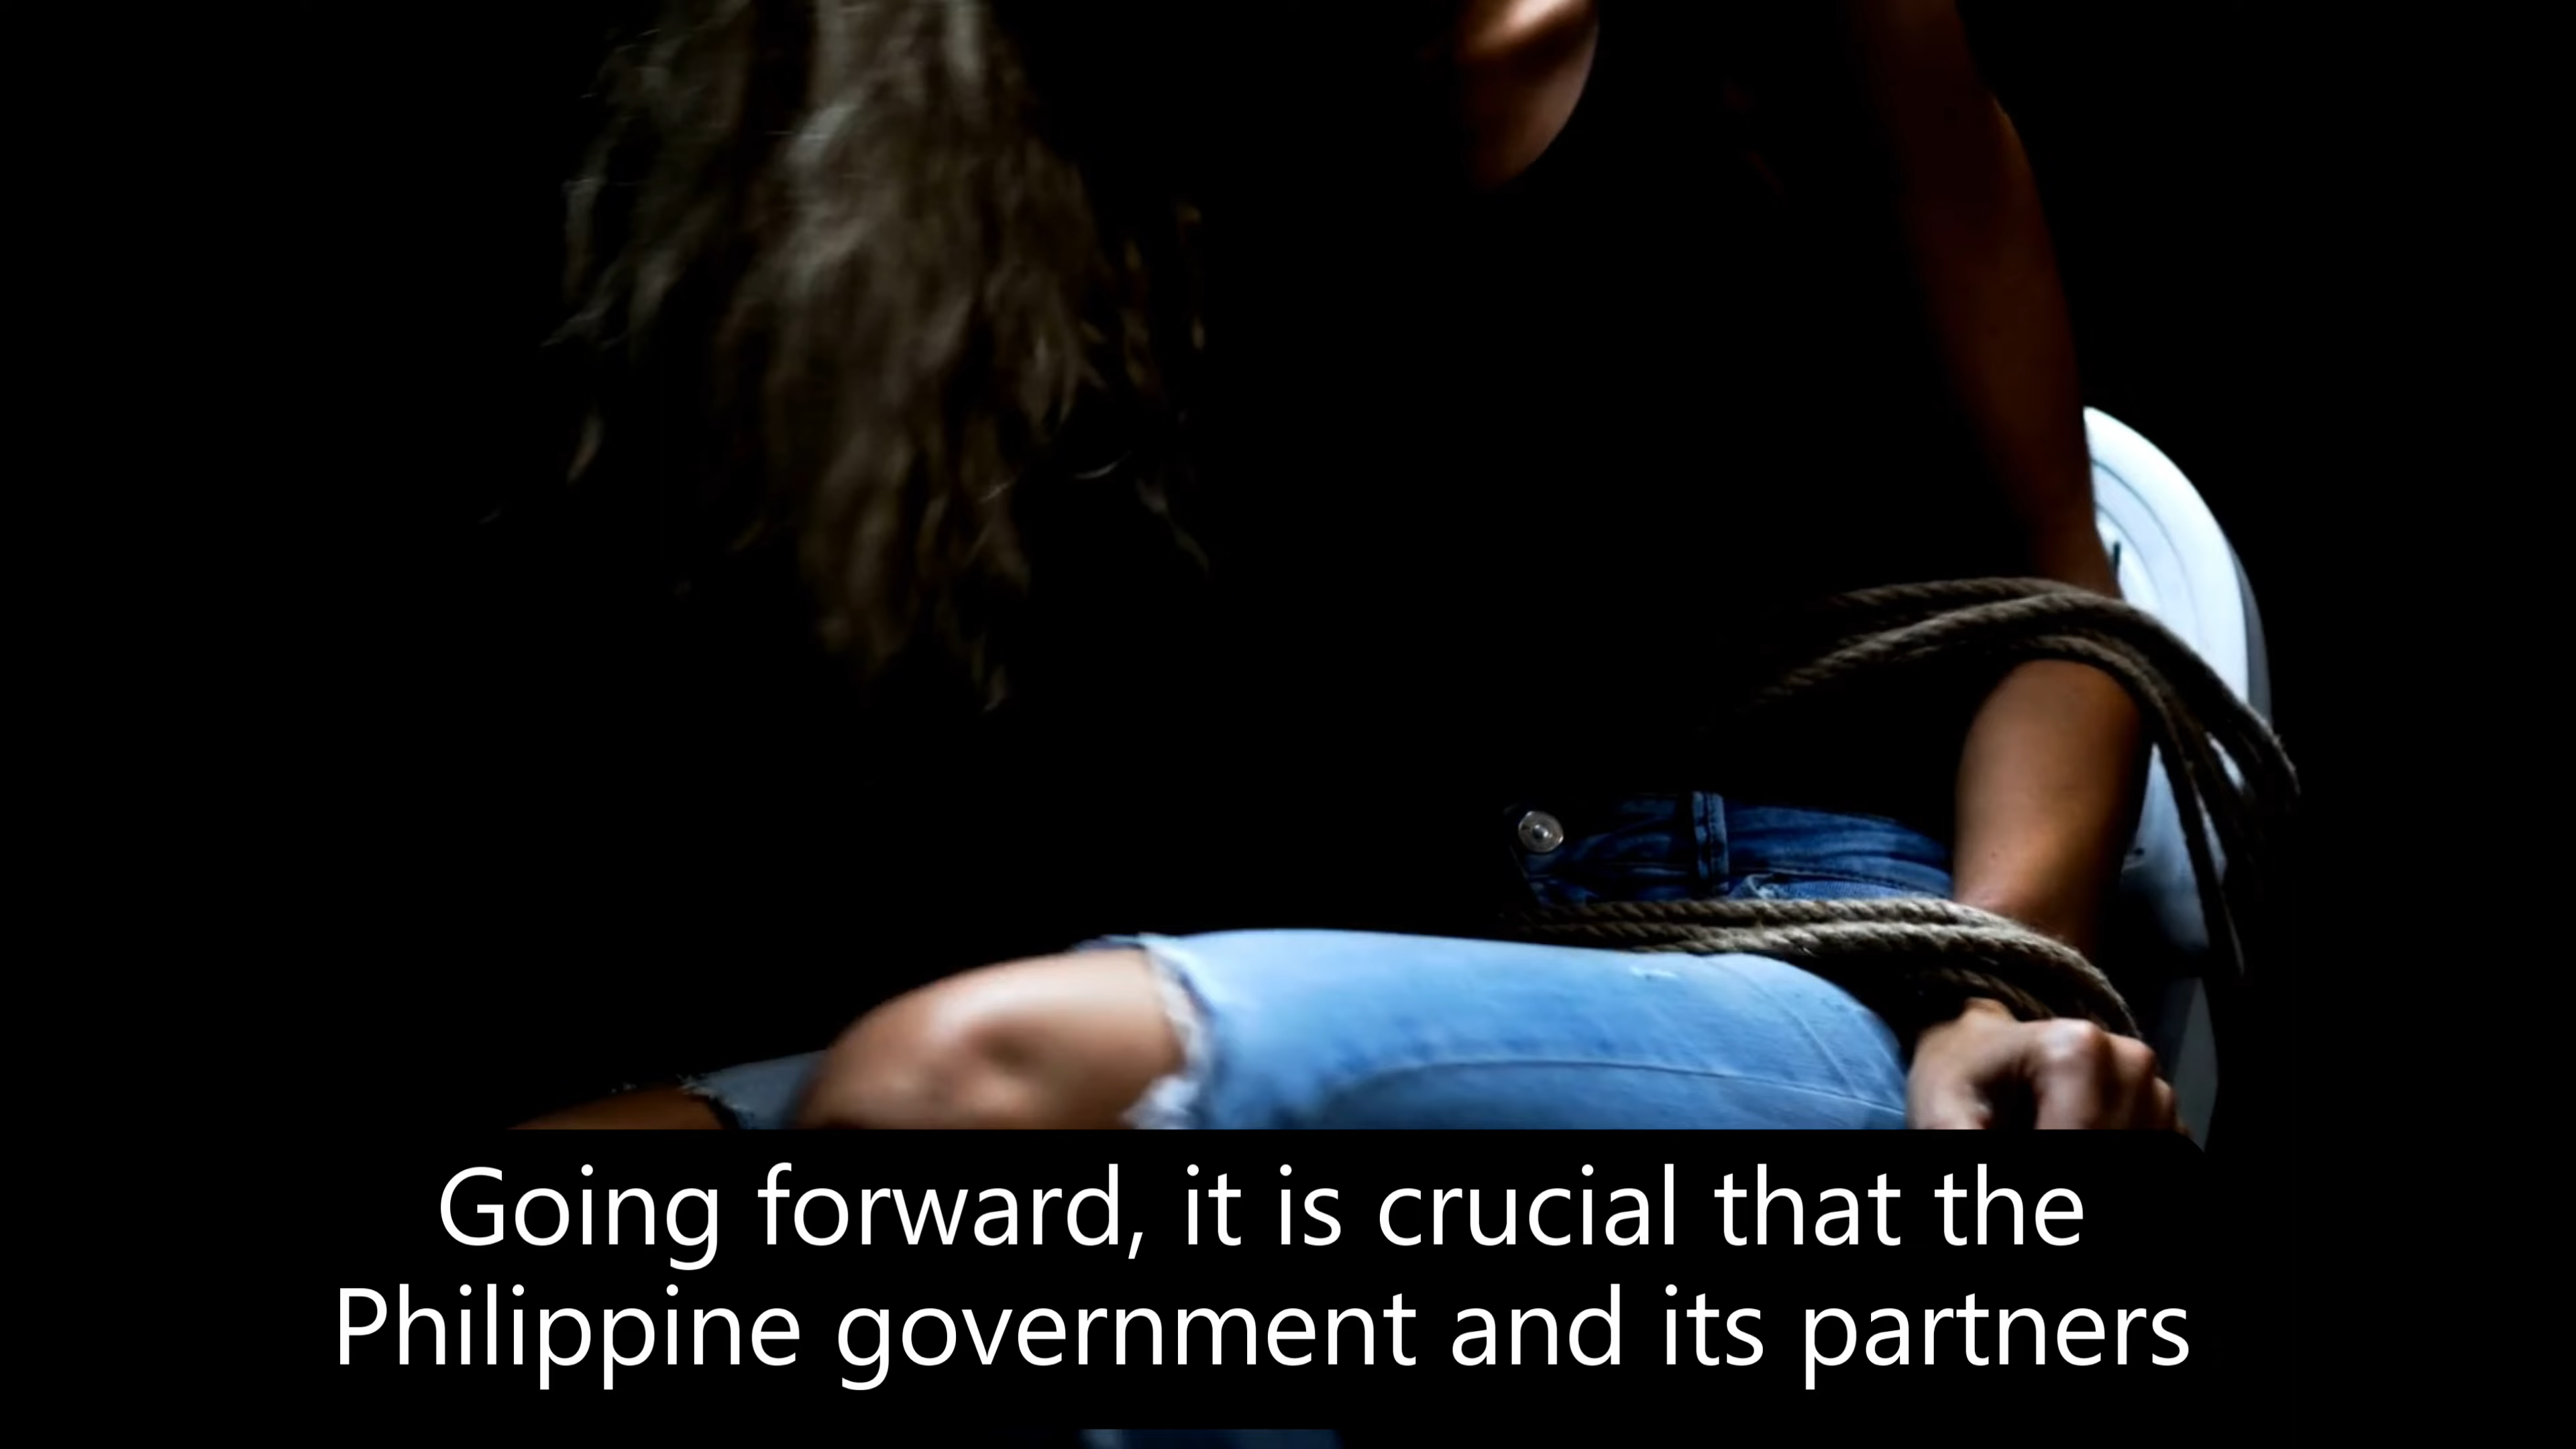 Going forward, it is crucial that the
Philippine government and its partners